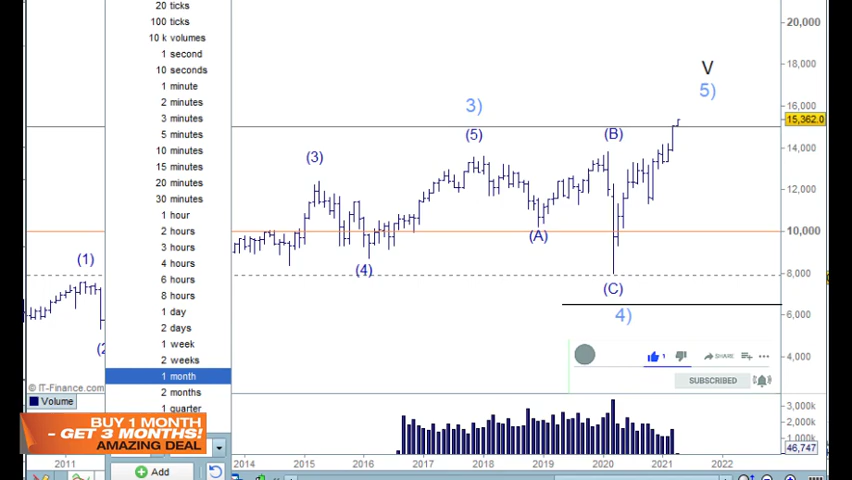 20 ticks
100 ticks
10 k volumes
1 second
10 seconds
1 minute
2 minutes
3 minutes
5 minutes
10 minutes
15 minutes
20 minutes
30 minutes
1 hour
2 hours
3 hours
4 hours
6 hours
8 hours
1 day
2 days
1 week
2 weeks
1 month
2 months
1 quarter
Add
20,000
18,000
16,000
15,362.0
14,000
12,000
10,000
8,000
6,000
4,000
V
5)
3)
(5)
(B)
(3)
(A)
(1)
(4)
(C)
4)
(2
1
SHARE
SUBSCRIBED
© IT-Finance.com
Volume
3,000k
2,000k
1,000k
46,747
BUY 1 MONTH
- GET 3 MONTHS!
AMAZING DEAL
2011
2014
2015
2016
2017
2018
2019
2020
2021
2022